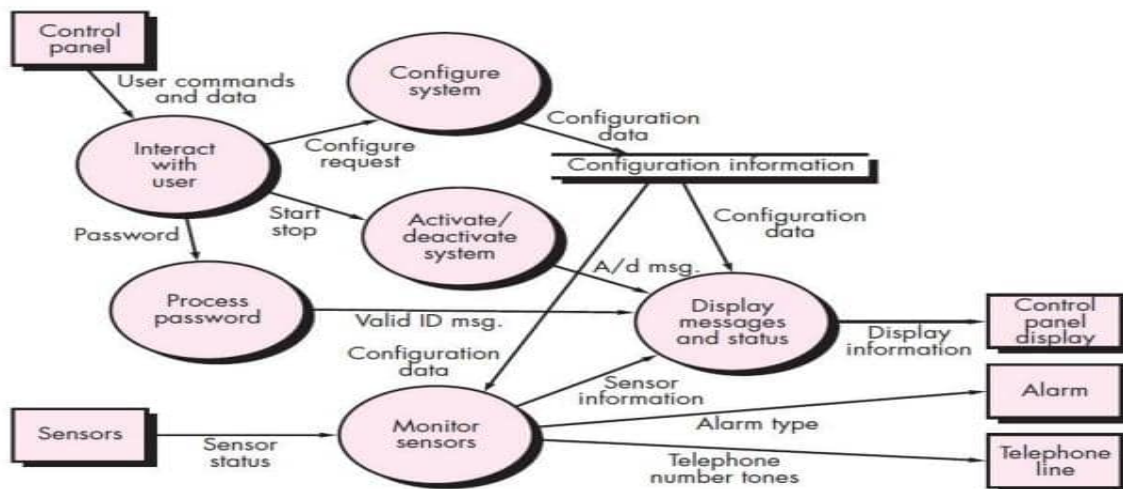 Control
panel
User commands
and data
Configure
system
Configuration
data
Interact
with
user
Configure
request
Configuration information
Start
stop
Activate/
deactivate
system
Configuration
data
Password
A/d msg.
Process
password
Valid ID msg.
Display
messages
and status
Display
information
Control
panel
display
Configuration
data
Sensor
information
Alarm
Sensors
Sensor
status
Monitor
sensors
Alarm type
Telephone
number tones
Telephone
line